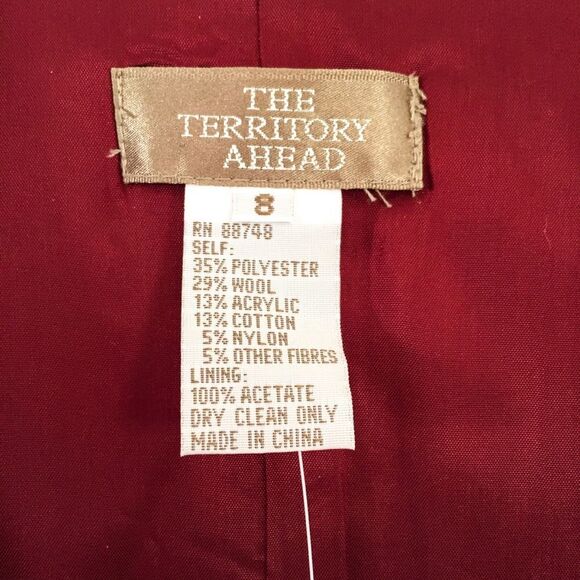 THE
TERRITORY
AHEAD
8
RN 88748
SELF:
35% POLYESTER
29% WOOL
13% ACRYLIC
13% COTTON
5% NYLON
5% OTHER FIBRES
LINING:
100% ACETATE
DRY CLEAN ONLY
MADE IN CHINA